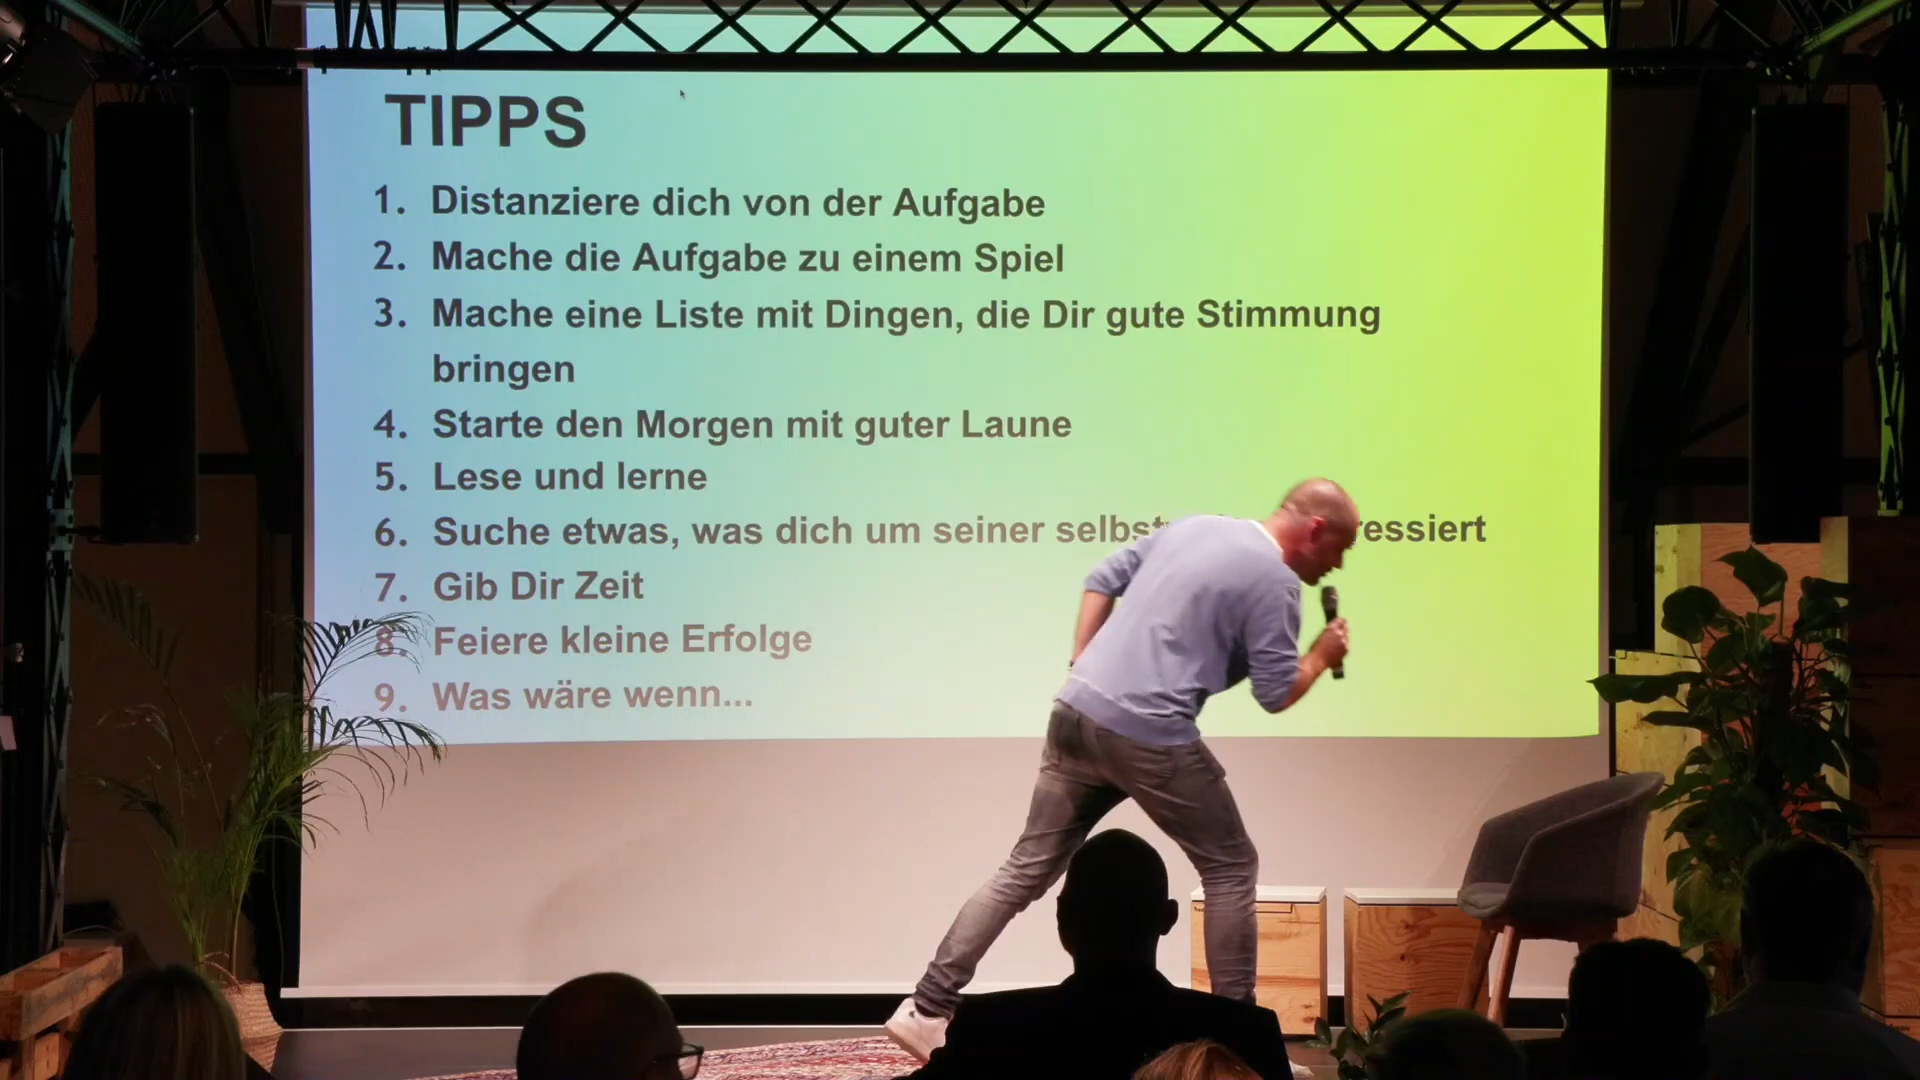 TIPPS
1. Distanziere dich von der Aufgabe
2. Mache die Aufgabe zu einem Spiel
3. Mache eine Liste mit Dingen, die Dir gute Stimmung
bringen
4. Starte den Morgen mit guter Laune
5. Lese und lerne
6. Suche etwas, was dich um seiner
7. Gib Dir Zeit
8. Feiere kleine Erfolge
9. Was wäre wenn...